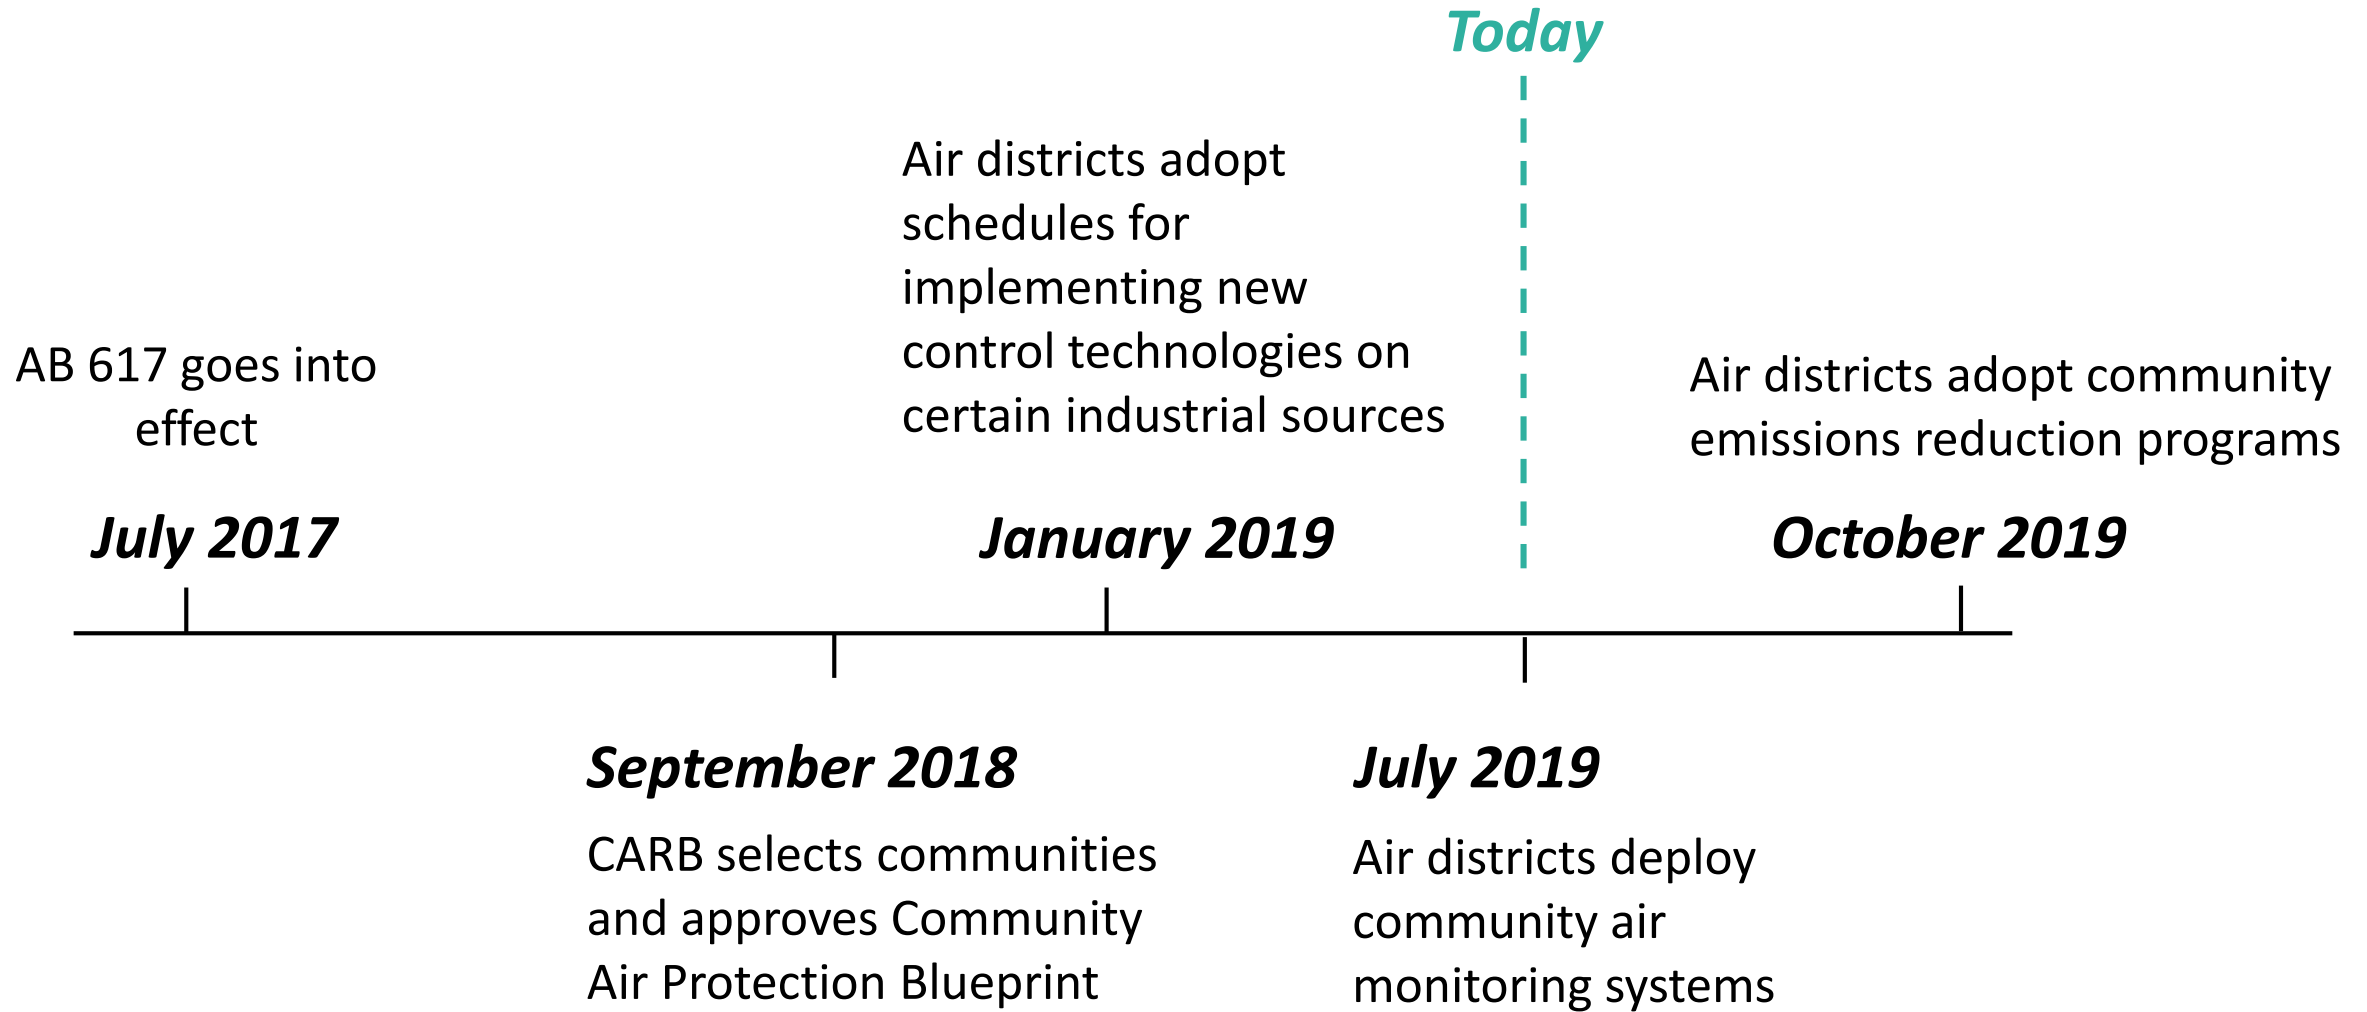 Today
AB 617 goes into
effect
July 2017
Air districts adopt
schedules for
implementing new
control technologies on
certain industrial sources
January 2019
Air districts adopt community
emissions reduction programs
October 2019
September 2018
CARB selects communities
and approves Community
Air Protection Blueprint
July 2019
Air districts deploy
community air
monitoring systems